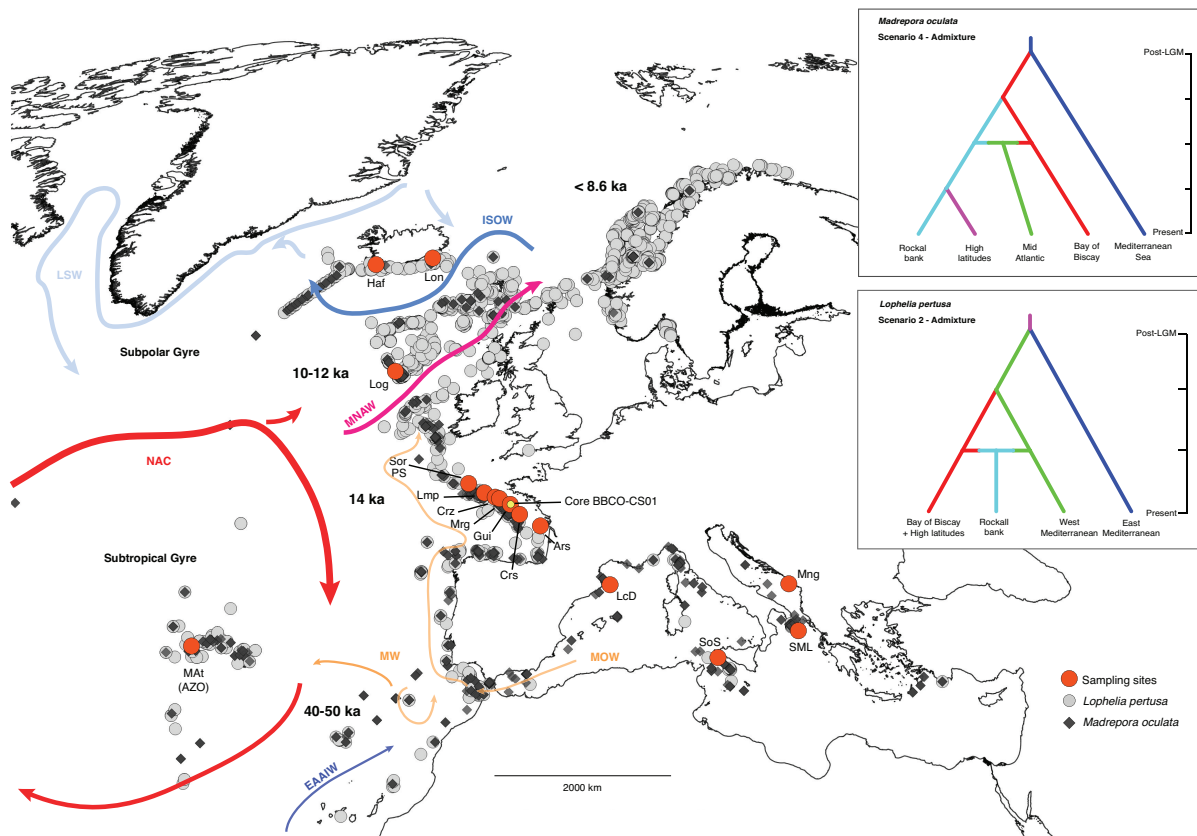 Madrepora oculata
Scenario 4 - Admixture
Post-LGM
Present
Rockal
bank
High
latitudes
Mid
Atlantic
Bay of
Biscay
Mediterranean
Sea
Lophelia pertusa
Scenario 2 - Admixture
Post-LGM
Present
Bay of Biscay
+ High latitudes
Rockall
bank
West
Mediterranean
East
Mediterranean
< 8.6 ka
ISOW
LSW
Haf
Lon
Subpolar Gyre
10-12 ka
Log
MNAW
NAC
Sor
PS
14 ka
Lmp
Crz
Mrg
Gui
Crs
Core BBCO-CS01
Ars
Subtropical Gyre
LcD
Mng
SML
SoS
MAt
(AZO)
MW
MOW
40-50 ka
EAAIW
Sampling sites
Lophelia pertusa
Madrepora oculata
2000 km